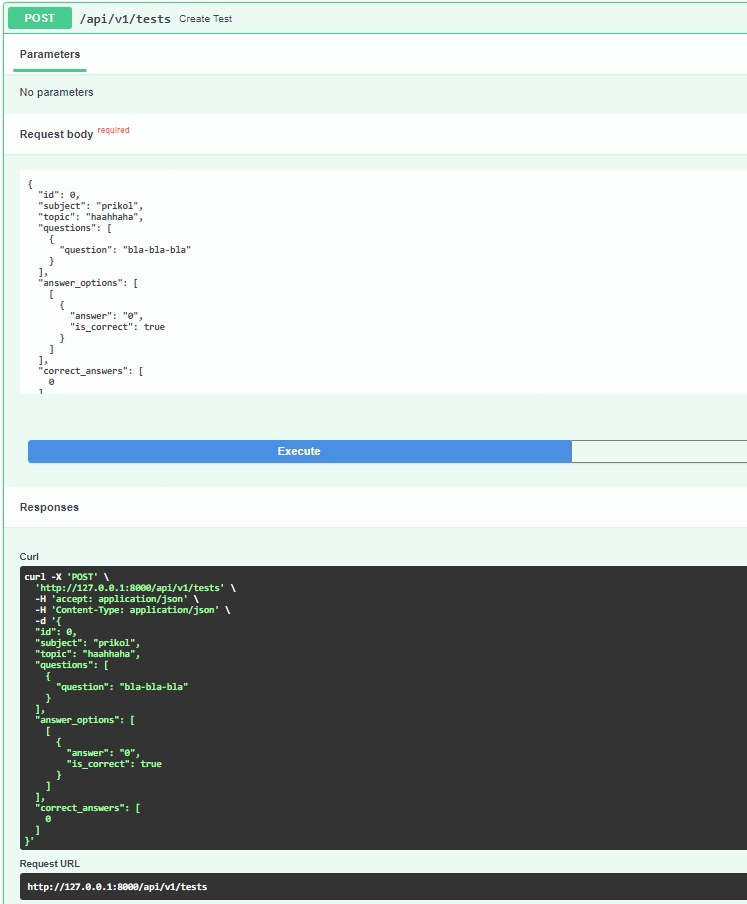 POST /api/v1/tests Create Test
Parameters
No parameters
Request body required
{
  "id": 0,
  "subject": "prikol",
  "topic": "haahhaha",
  "questions": [
    {
      "question": "bla-bla-bla"
    }
  ],
  "answer_options": [
    [
      {
        "answer": "0",
        "is_correct": true
      }
    ]
  ],
  "correct_answers": [
    0
  ]
Execute
Responses
Curl
curl -X 'POST' \
  'http://127.0.0.1:8000/api/v1/tests' \
  -H 'accept: application/json' \
  -H 'Content-Type: application/json' \
  -d '{
  "id": 0,
  "subject": "prikol",
  "topic": "haahhaha",
  "questions": [
    {
      "question": "bla-bla-bla"
    }
  ],
  "answer_options": [
    [
      {
        "answer": "0",
        "is_correct": true
      }
    ]
  ],
  "correct_answers": [
    0
  ]
}'
Request URL
http://127.0.0.1:8000/api/v1/tests